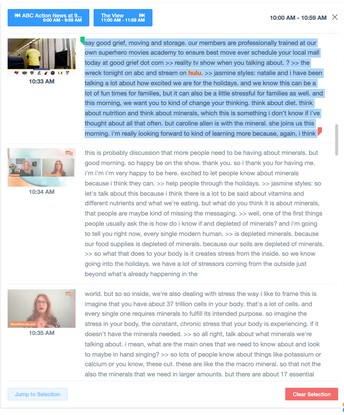 ⏮ ABC Action News at 9...
9:00 AM - 9:59 AM
The View ⏭
11:00 AM - 11:59 AM
10:00 AM - 10:59 AM
say good grief, moving and storage. our members are professionally trained at our
own superhero movies academy to ensure best move ever schedule your local mall
today at good grief dot com >> reality tv show when you talking about. ? >> the
wreck tonight on abc and stream on hulu. >> jasmine styles: natalie and i have been
talking a lot about how excited we are for the holidays. and we know this can be a
lot of fun times for families, but it can also be a little stressful for families as well. and
this morning, we want you to kind of change your thinking. think about diet. think
about nutrition and think about minerals, which is something i don't know if i've
thought about all that often. but caroline alien is with the mineral. she joins us this
morning. i'm really looking forward to kind of learning more because, again, i think
10:33 AM
this is probably discussion that more people need to be having about minerals. but
good morning. so happy be on the show. thank you. so i thank you for having me.
i'm i'm i'm very happy to be here. excited to let people know about minerals
because i think they can. >> help people through the holidays. >> jasmine styles: so
let's talk about this because i think there is a lot to be said about vitamins and
different nutrients and what we're eating. but what do you think it is about minerals,
that people are maybe kind of missing the messaging. >> well, one of the first things
people usually ask me is how do i know if and depleted of minerals? and i'm going
to tell you right now, every single modern human. >> is depleted minerals. because
our food supplies is depleted of minerals. because our soils are depleted of minerals.
>> so what that does to your body is it creates stress from the inside. so we know
going into the holidays. we have a lot of stressors coming from the outside just
beyond what's already happening in the
10:34 AM
world. but so so inside, we're also dealing with stress the way i like to frame this is
imagine that you have about 37 trillion cells in your body. that's a lot of cells. and
every single one requires minerals to fulfill its intended purpose. so imagine the
stress in your body, the constant, chronic stress that your body is experiencing. if it
doesn't have the minerals it needs. >> so all right, talk about what minerals we're
talking about. i mean, what are the main ones that we need to know about and look
to maybe in hand singing? >> so lots of people know about things like potassium or
calcium or you know, these cut. these are like the the macro mineral. so that not the
also the minerals that we need in larger amounts. but there are about 17 essential
10:35 AM
Jump to Selection
Clear Selection